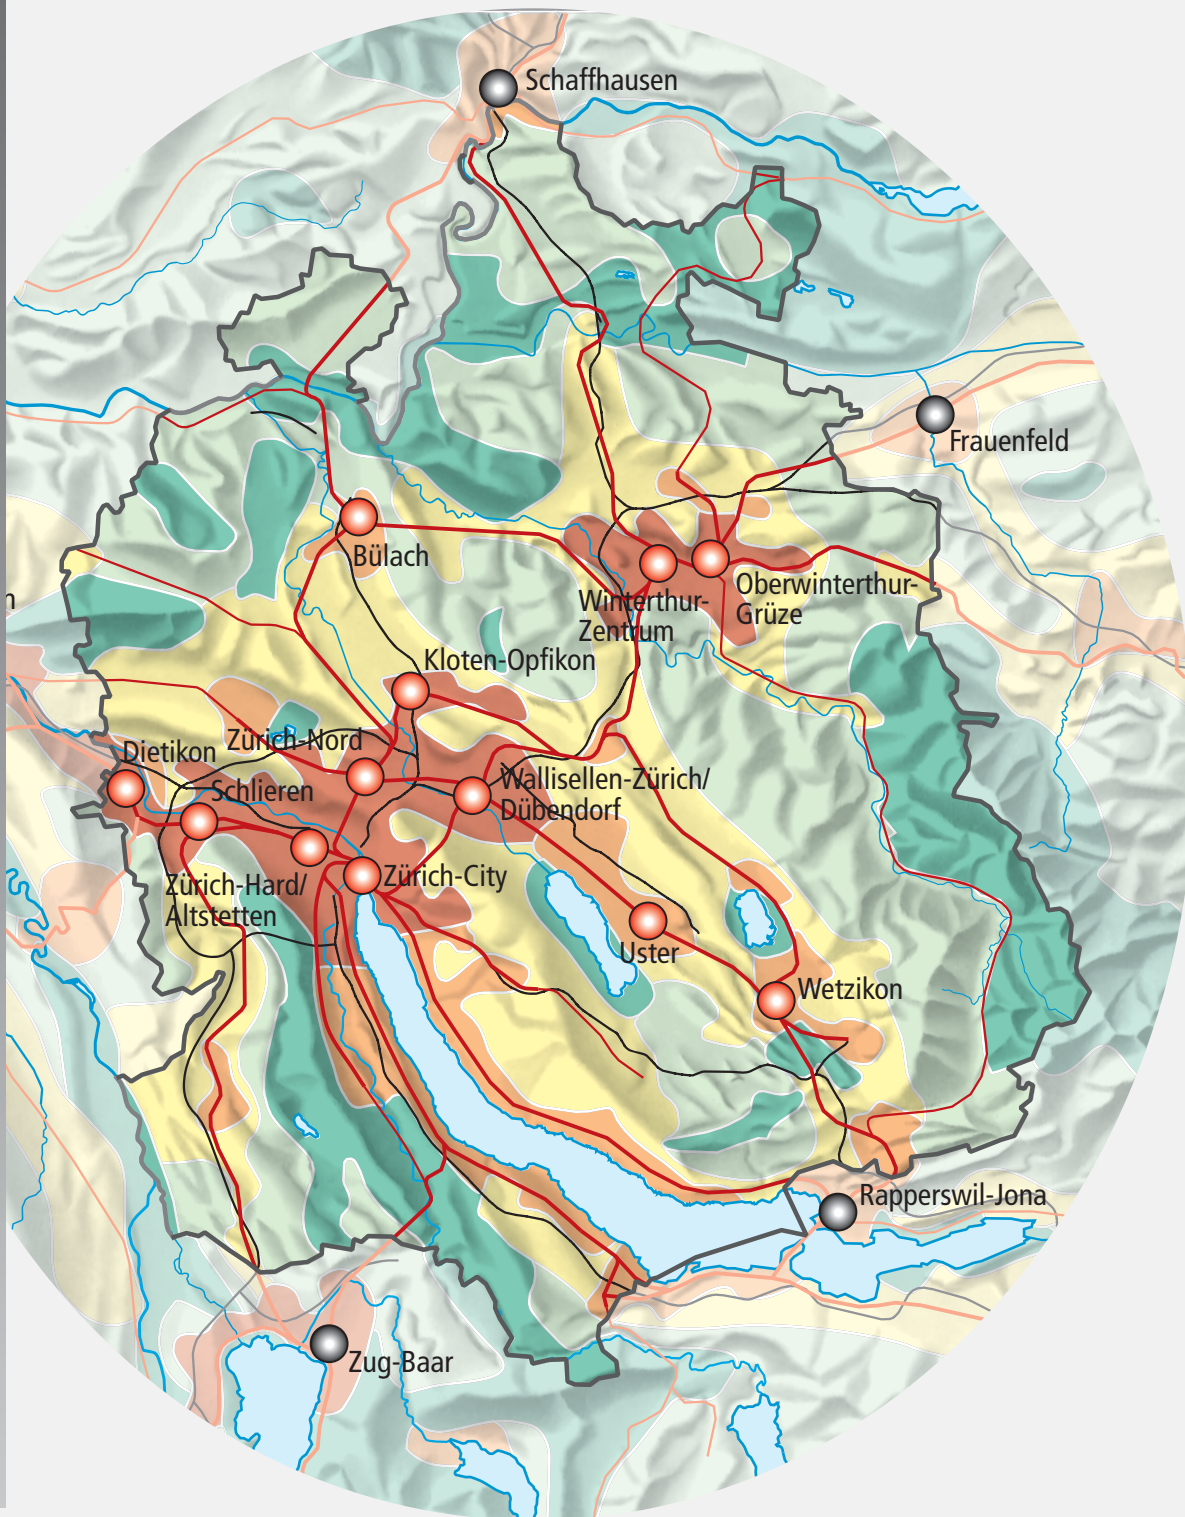 Schaffhausen
Frauenfeld
Bülach
Oberwinterthur-
Grüze
Winterthur-
Zentrum
Kloten-Opfikon
Zürich-Nord
Dietikon
Schlieren
Wallisellen-Zürich/
Dübendorf
Zürich-City
Zürich-Hard/
Altstetten
Uster
Wetzikon
Rapperswil-Jona
Zug-Baar